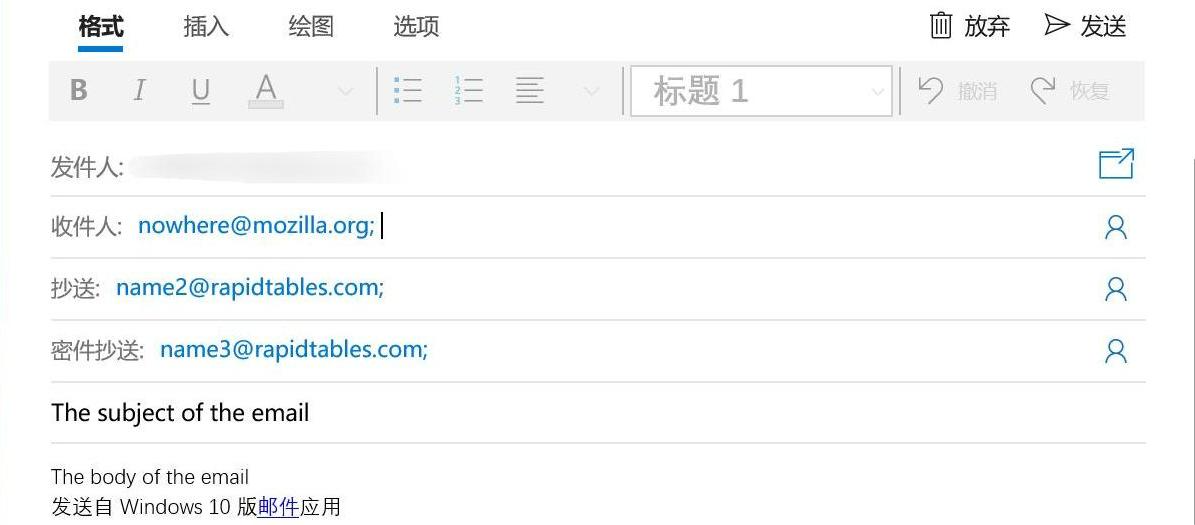 格式 插入 绘图 选项 放弃 发送
B I U A 标题 1 撤消 恢复
发件人:
收件人: nowhere@mozilla.org;
抄送: name2@rapidtables.com;
密件抄送: name3@rapidtables.com;
The subject of the email
The body of the email
发送自 Windows 10 版邮件应用